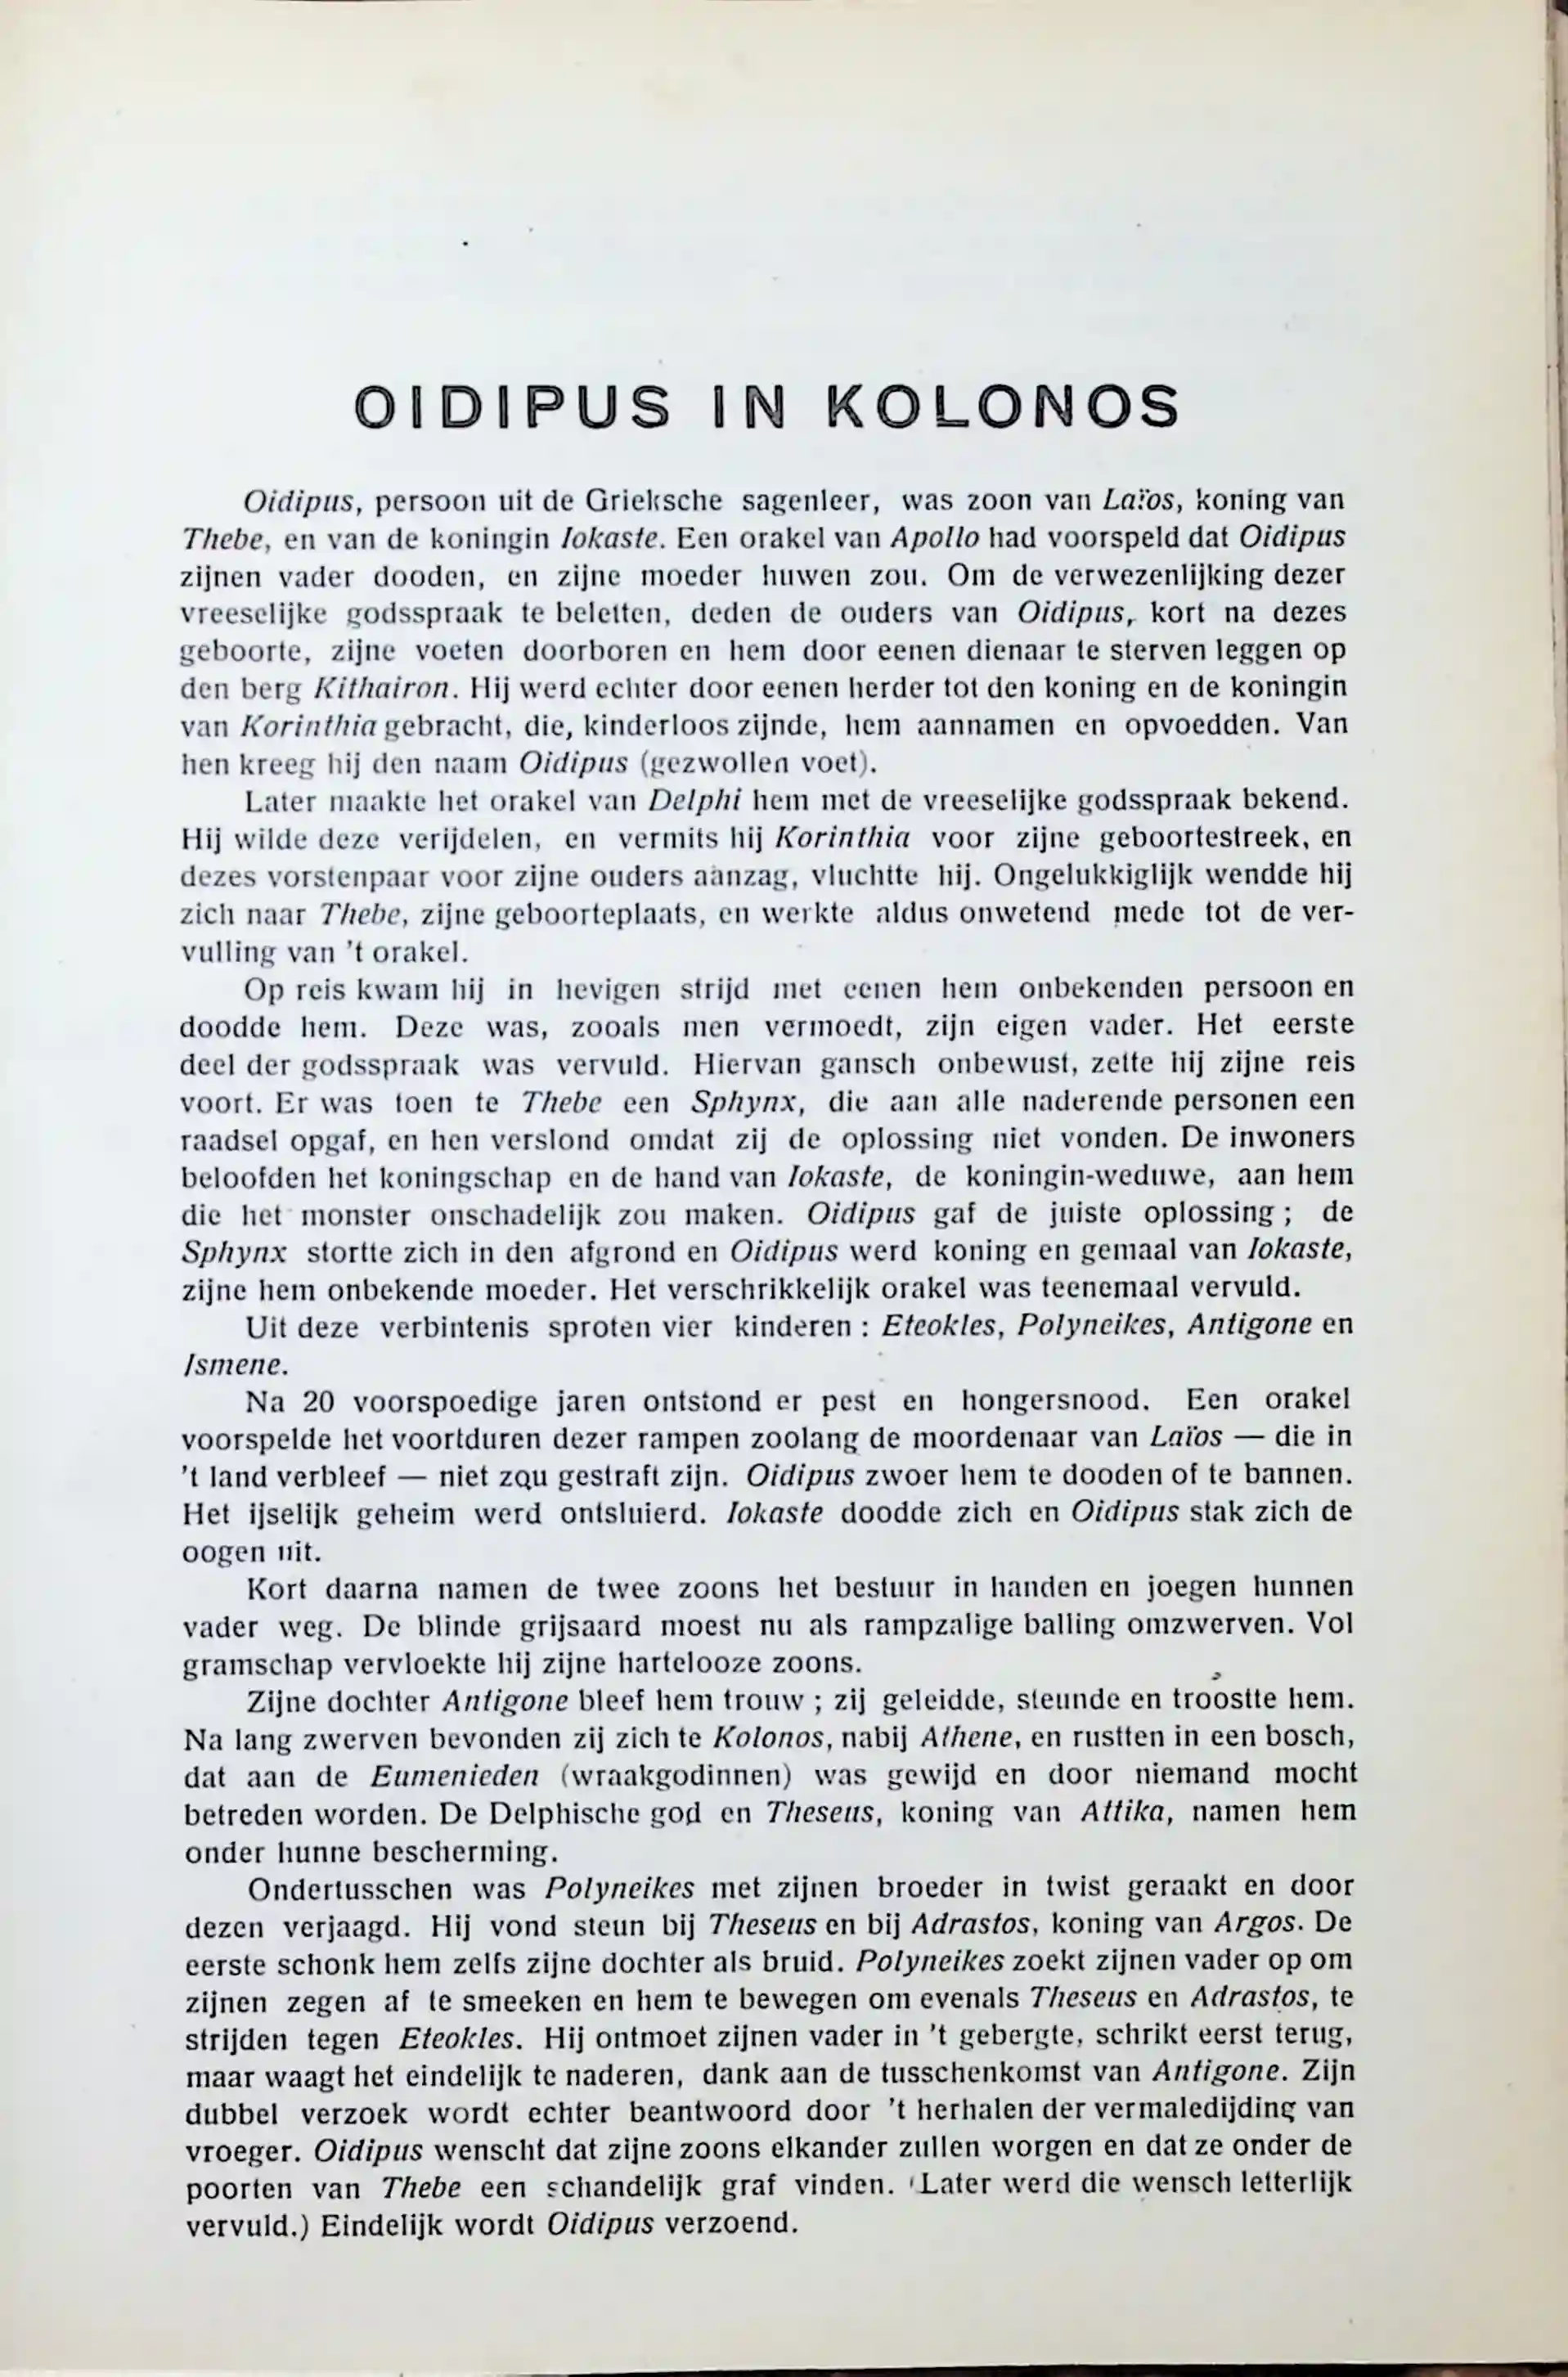 OIDIPUS IN KOLONOS
Oidipus, persoon uit de Grieksche sagenleer, was zoon van Laïos, koning van
Thebe, en van de koningin Iokaste. Een orakel van Apollo had voorspeld dat Oidipus
zijnen vader dooden, en zijne moeder huwen zou. Om de verwezenlijking dezer
vreeselijke godsspraak te beletten, deden de ouders van Oidipus, kort na dezes
geboorte, zijne voeten doorboren en hem door eenen dienaar te sterven leggen op
den berg Kithairon. Hij werd echter door eenen herder tot den koning en de koningin
van Korinthia gebracht, die, kinderloos zijnde, hem aannamen en opvoedden. Van
hen kreeg hij den naam Oidipus (gezwollen voet).
Later maakte het orakel van Delphi hem met de vreeselijke godsspraak bekend.
Hij wilde deze verijdelen, en vermits hij Korinthia voor zijne geboortestreek, en
dezes vorstenpaar voor zijne ouders aanzag, vluchtte hij. Ongelukkiglijk wendde hij
zich naar Thebe, zijne geboorteplaats, en werkte aldus onwetend mede tot de ver-
vulling van 't orakel.
Op reis kwam hij in hevigen strijd met eenen hem onbekenden persoon en
doodde hem. Deze was, zooals men vermoedt, zijn eigen vader. Het eerste
deel der godsspraak was vervuld. Hiervan gansch onbewust, zette hij zijne reis
voort. Er was toen te Thebe een Sphynx, die aan alle naderende personen een
raadsel opgaf, en hen verslond omdat zij de oplossing niet vonden. De inwoners
beloofden het koningschap en de hand van Iokaste, de koningin-weduwe, aan hem
die het monster onschadelijk zou maken. Oidipus gaf de juiste oplossing ; de
Sphynx stortte zich in den afgrond en Oidipus werd koning en gemaal van Iokaste,
zijne hem onbekende moeder. Het verschrikkelijk orakel was teenemaal vervuld.
Uit deze verbintenis sproten vier kinderen : Eteokles, Polyneikes, Antigone en
Ismene.
Na 20 voorspoedige jaren ontstond er pest en hongersnood. Een orakel
voorspelde het voortduren dezer rampen zoolang de moordenaar van Laïos — die in
't land verbleef — niet zou gestraft zijn. Oidipus zwoer hem te dooden of te bannen.
Het ijselijk geheim werd ontsluierd. Iokaste doodde zich en Oidipus stak zich de
oogen uit.
Kort daarna namen de twee zoons het bestuur in handen en joegen hunnen
vader weg. De blinde grijsaard moest nu als rampzalige balling omzwerven. Vol
gramschap vervloekte hij zijne hartelooze zoons.
Zijne dochter Antigone bleef hem trouw ; zij geleidde, steunde en troostte hem.
Na lang zwerven bevonden zij zich te Kolonos, nabij Athene, en rustten in een bosch,
dat aan de Eumenieden (wraakgodinnen) was gewijd en door niemand mocht
betreden worden. De Delphische god en Theseus, koning van Attika, namen hem
onder hunne bescherming.
Ondertusschen was Polyneikes met zijnen broeder in twist geraakt en door
dezen verjaagd. Hij vond steun bij Theseus en bij Adrastos, koning van Argos. De
eerste schonk hem zelfs zijne dochter als bruid. Polyneikes zoekt zijnen vader op om
zijnen zegen af te smeeken en hem te bewegen om evenals Theseus en Adrastos, te
strijden tegen Eteokles. Hij ontmoet zijnen vader in 't gebergte, schrikt eerst terug,
maar waagt het eindelijk te naderen, dank aan de tusschenkomst van Antigone. Zijn
dubbel verzoek wordt echter beantwoord door 't herhalen der vermaledijding van
vroeger. Oidipus wenscht dat zijne zoons elkander zullen worgen en dat ze onder de
poorten van Thebe een schandelijk graf vinden. (Later werd die wensch letterlijk
vervuld.) Eindelijk wordt Oidipus verzoend.